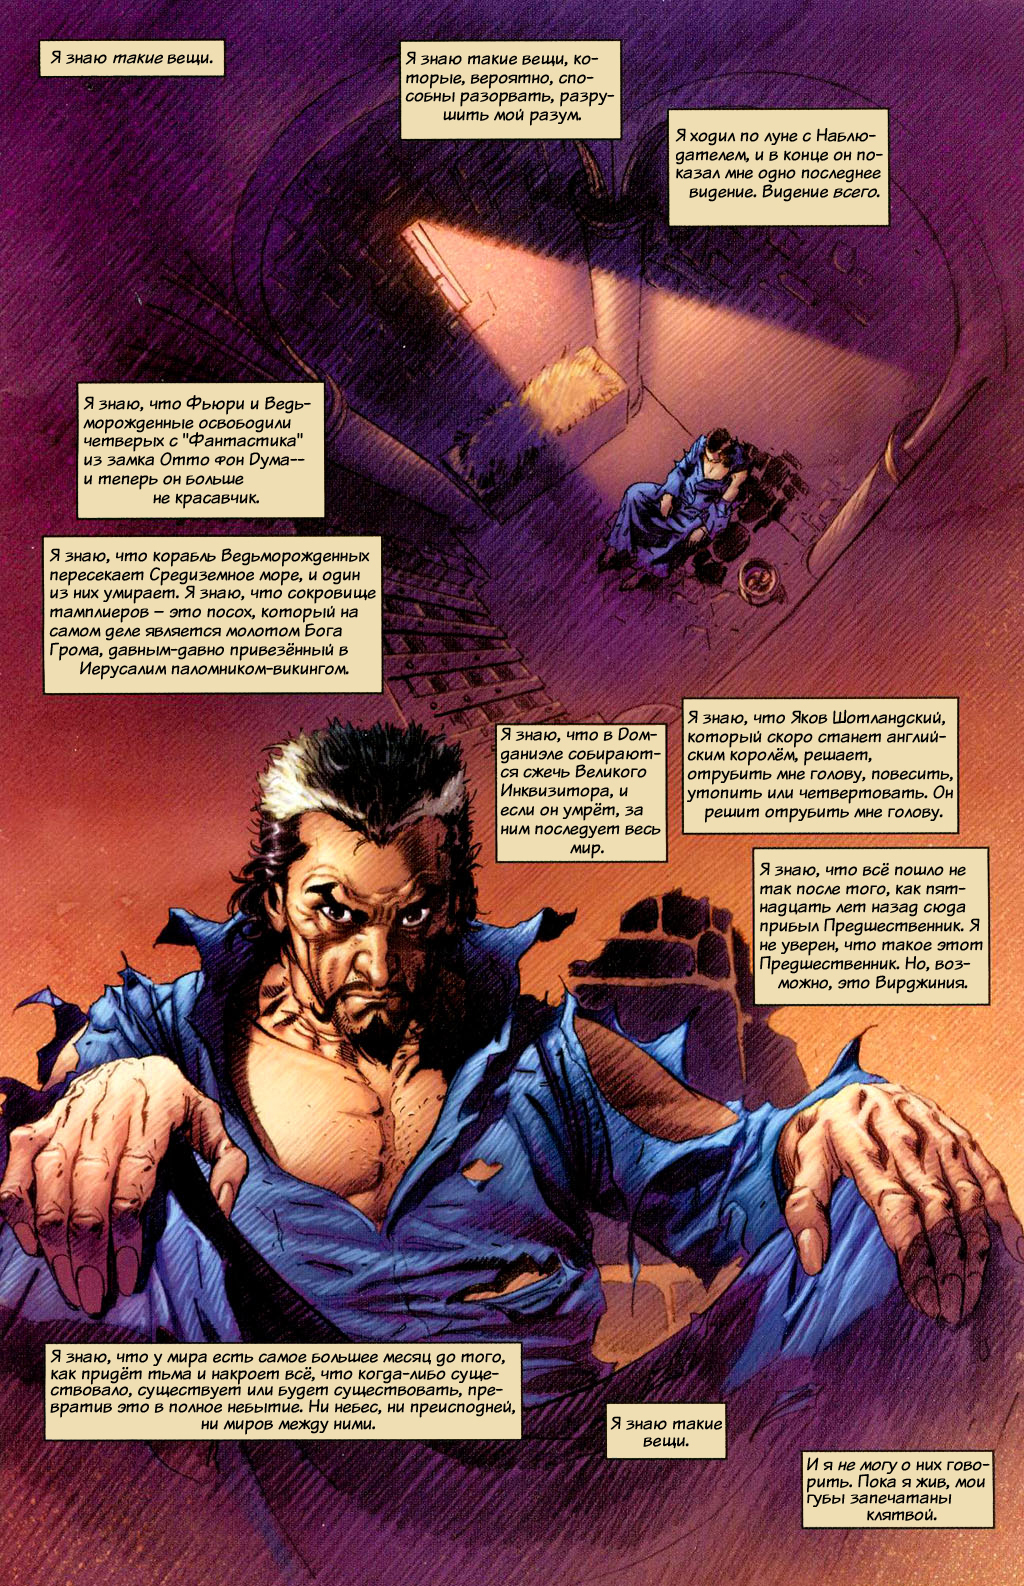 Я знаю такие вещи.
Я знаю такие вещи, ко-
торые, вероятно, спо-
собны разорвать, разру-
шить мой разум.
Я ходил по луне с Наблю-
дателем, и в конце он по-
казал мне одно последнее
видение. Видение всего.
Я знаю, что Фьюри и Ведь-
морожденные освободили
четверых с "Фантастика"
из замка Отто фон Дума--
и теперь он больше
не красавчик.
Я знаю, что корабль Ведьморожденных
пересекает Средиземное море, и один
из них умирает. Я знаю, что сокровище
тамплиеров – это посох, который на
самом деле является молотом Бога
Грома, давным-давно привезённый в
Иерусалим паломником-викингом.
Я знаю, что в Dом-
даниэле собирают-
ся сжечь Великого
Инквизитора, и
если он умрёт, за
ним последует весь
мир.
Я знаю, что Яков Шотландский,
который скоро станет англий-
ским королём, решает,
отрубить мне голову, повесить,
утопить или четвертовать. Он
решит отрубить мне голову.
Я знаю, что всё пошло не
так после того, как пят-
надцать лет назад сюда
прибыл Предшественник. Я
не уверен, что такое этот
Предшественник. Но, воз-
можно, это Вирджиния.
Я знаю, что у мира есть самое большее месяц до того,
как придёт тьма и накроет всё, что когда-либо суще-
ствовало, существует или будет существовать, пре-
вратив это в полное небытие. Ни небес, ни преисподней,
ни миров между ними.
Я знаю такие
вещи.
И я не могу о них гово-
рить. Пока я жив, мои
губы запечатаны
клятвой.